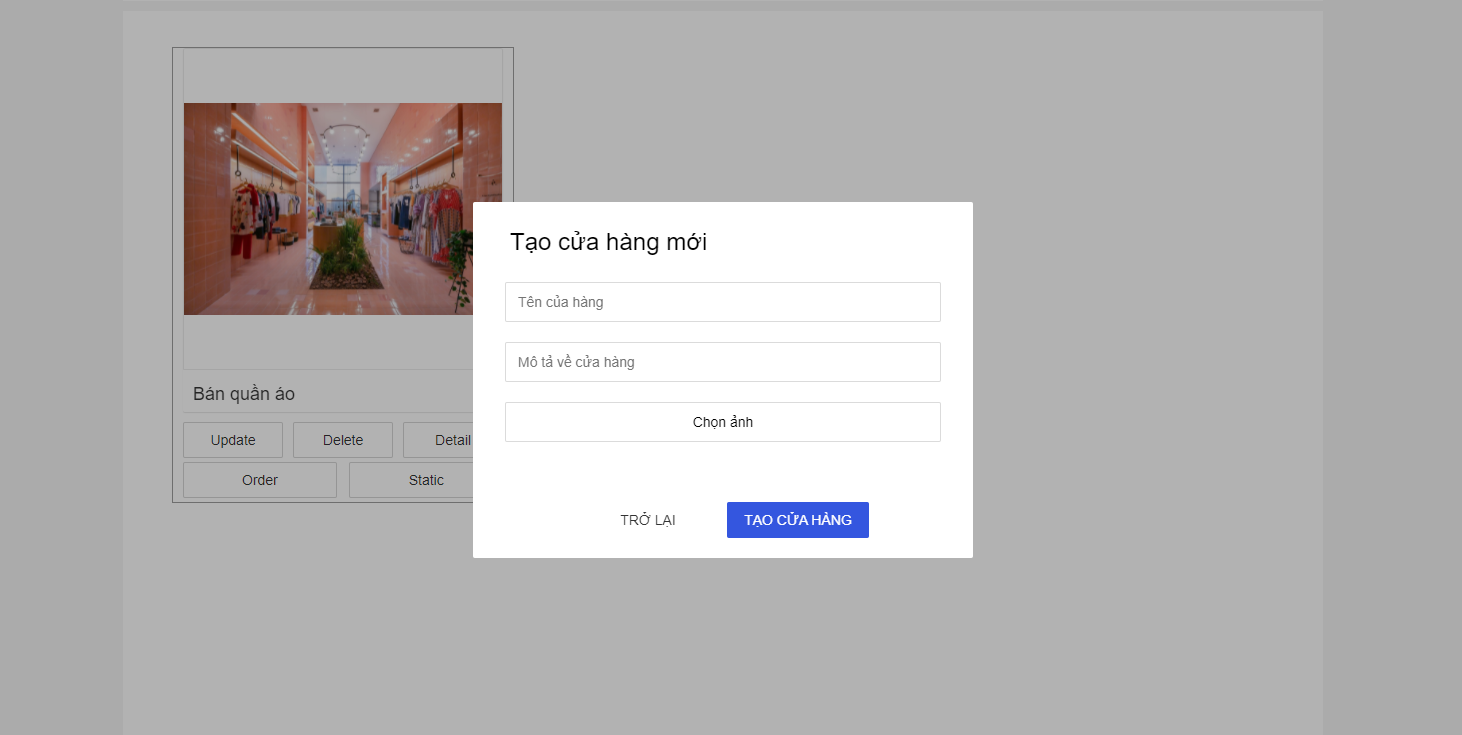 Tạo cửa hàng mới
Tên của hàng
Mô tả về cửa hàng
Chọn ảnh
TRỞ LẠI
TẠO CỬA HÀNG
Bán quần áo
Update
Delete
Detail
Order
Static